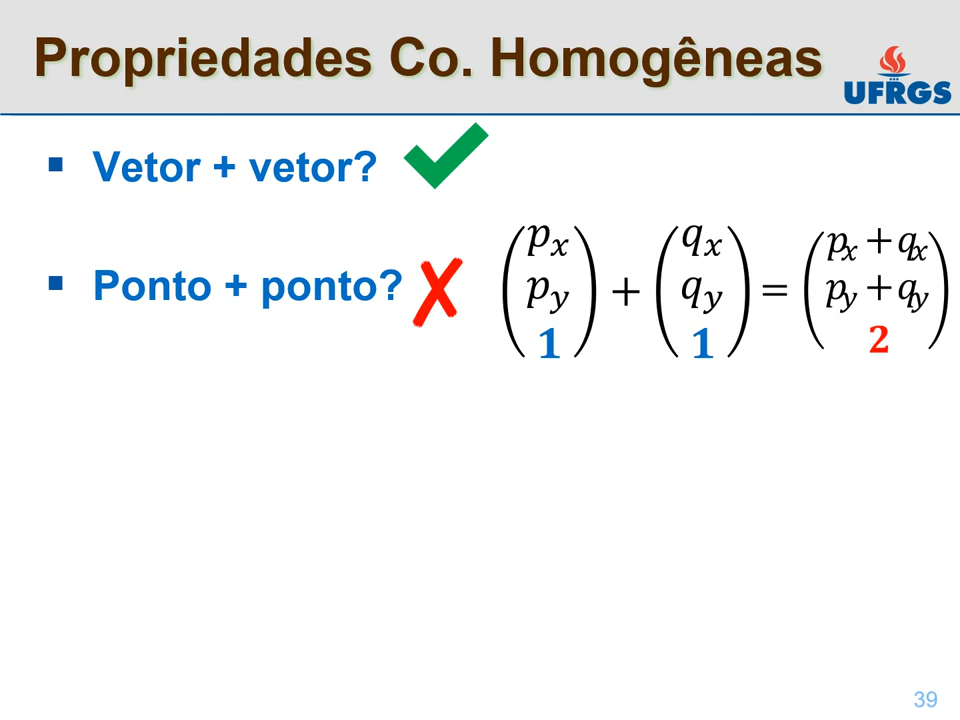 Propriedades Co. Homogêneas
UFRGS
▪ Vetor + vetor?
▪ Ponto + ponto?
(p_x p_y 1) + (q_x q_y 1) = (p_x + q_x p_y + q_y 2)
39